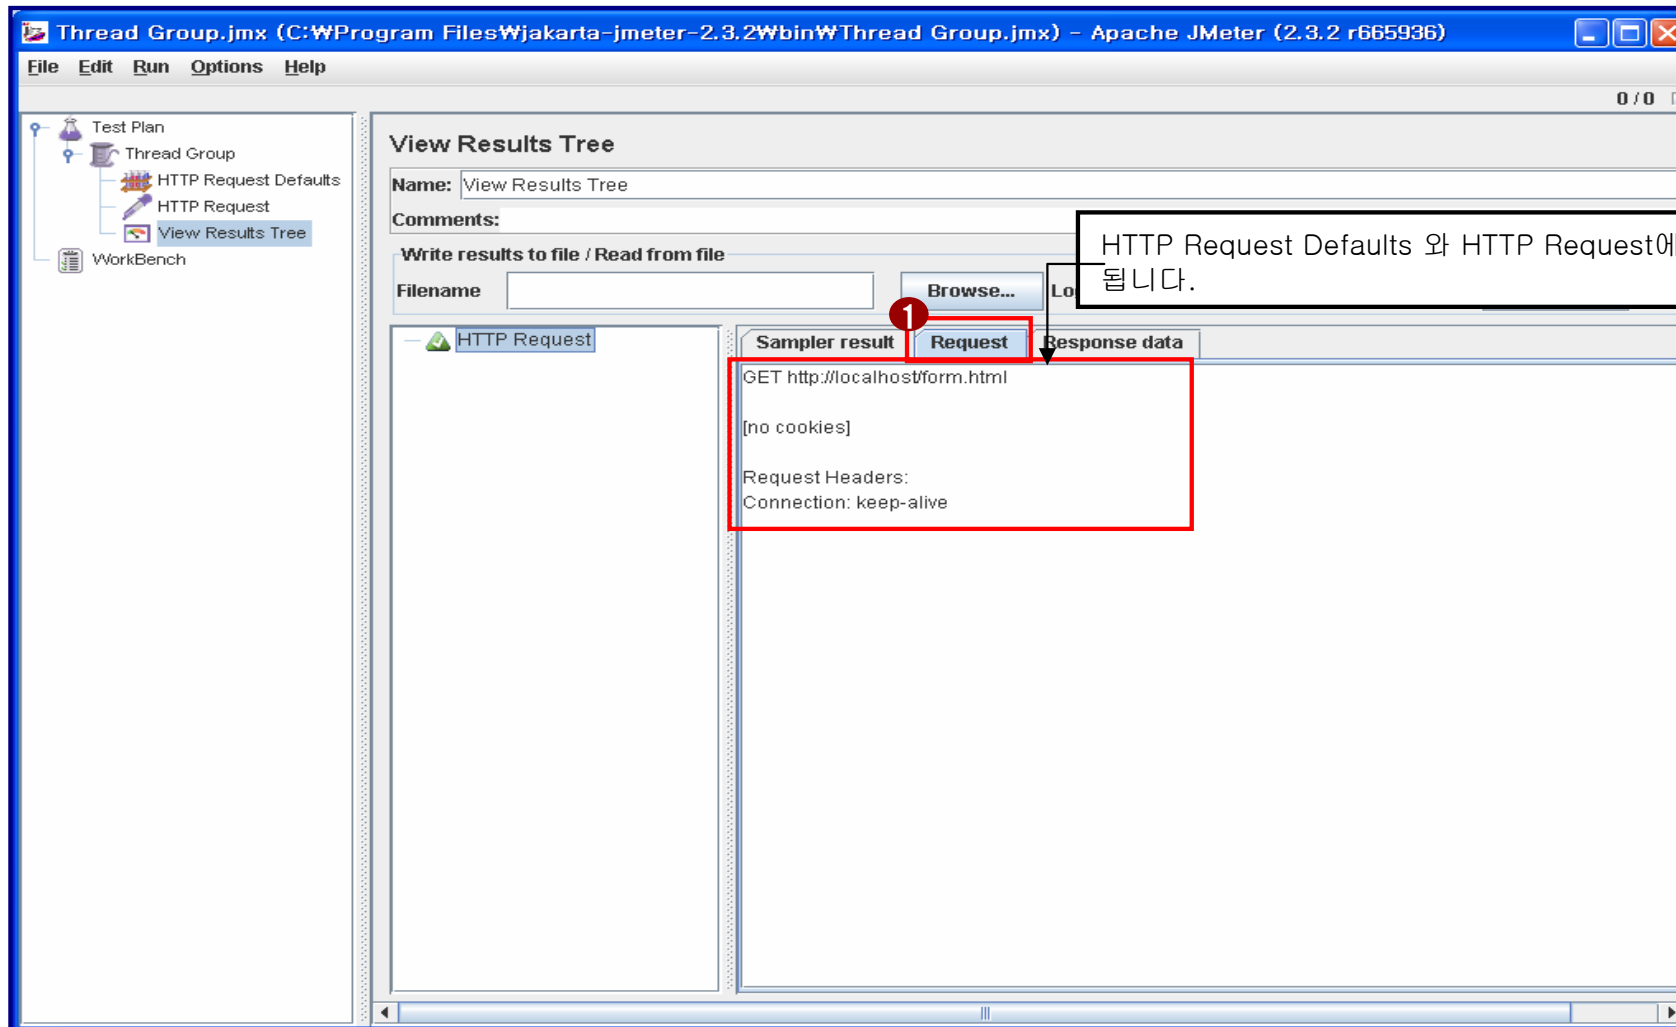 Thread Group.jmx (C:₩Program Files₩jakarta-jmeter-2.3.2₩bin₩Thread Group.jmx) - Apache JMeter (2.3.2 r665936)
File Edit Run Options Help
0 / 0
Test Plan
Thread Group
HTTP Request Defaults
HTTP Request
View Results Tree
WorkBench
View Results Tree
Name: View Results Tree
Comments:
Write results to file / Read from file
Filename Browse...
HTTP Request Defaults 와 HTTP Request에
됩니다.
1
HTTP Request
Sampler result Request Response data
GET http://localhost/form.html
[no cookies]
Request Headers:
Connection: keep-alive